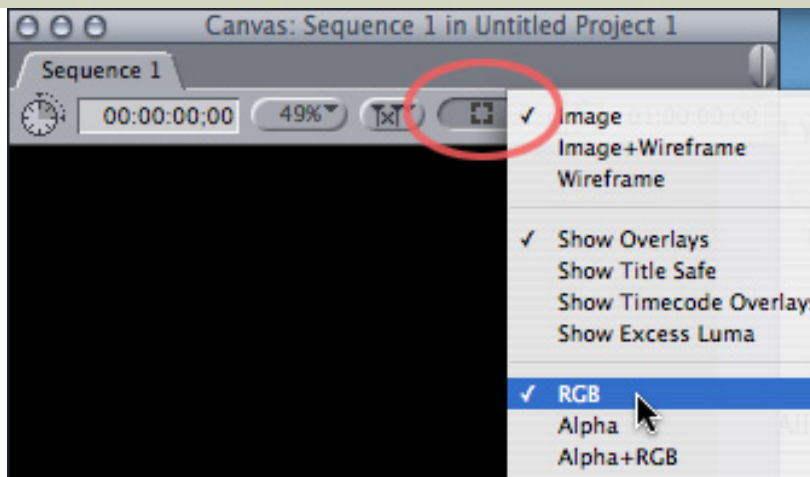 Canvas: Sequence 1 in Untitled Project 1
Sequence 1
00:00:00;00 49%
✓ Image
Image+Wireframe
Wireframe
✓ Show Overlays
Show Title Safe
Show Timecode Overlays
Show Excess Luma
✓ RGB
Alpha
Alpha+RGB